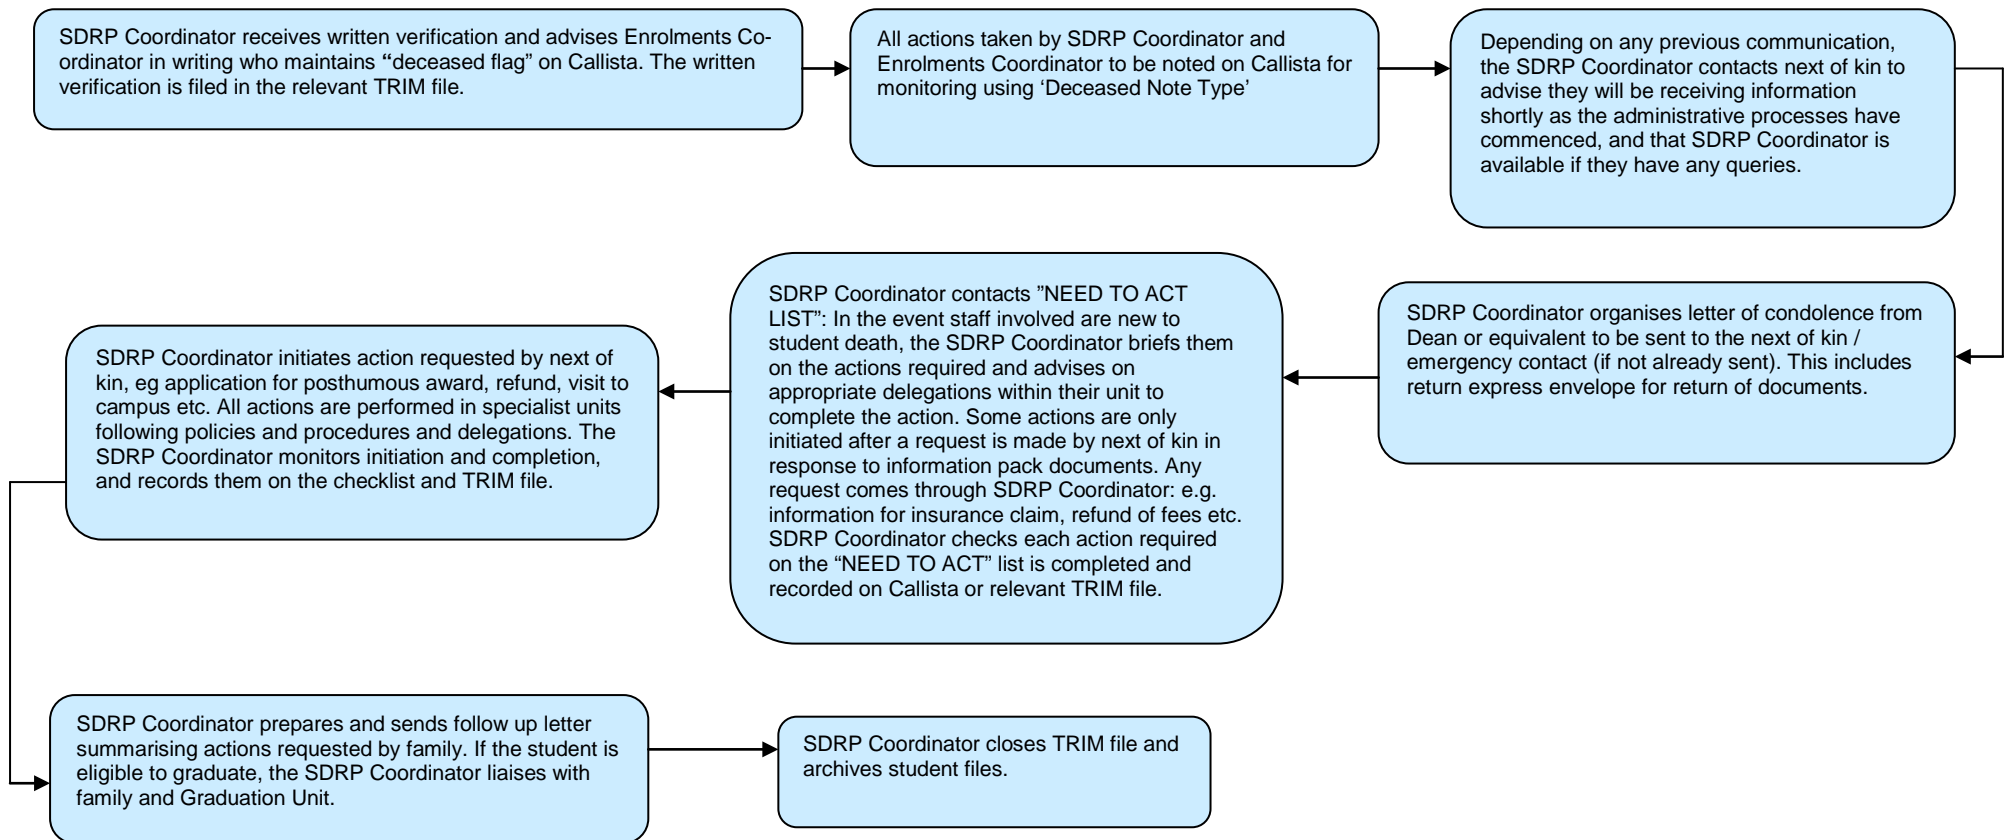 SDRP Coordinator receives written verification and advises Enrolments Co-
ordinator in writing who maintains “deceased flag” on Callista. The written
verification is filed in the relevant TRIM file.
All actions taken by SDRP Coordinator and
Enrolments Coordinator to be noted on Callista for
monitoring using ‘Deceased Note Type’
Depending on any previous communication,
the SDRP Coordinator contacts next of kin to
advise they will be receiving information
shortly as the administrative processes have
commenced, and that SDRP Coordinator is
available if they have any queries.
SDRP Coordinator organises letter of condolence from
Dean or equivalent to be sent to the next of kin /
emergency contact (if not already sent). This includes
return express envelope for return of documents.
SDRP Coordinator contacts ”NEED TO ACT
LIST”: In the event staff involved are new to
student death, the SDRP Coordinator briefs them
on the actions required and advises on
appropriate delegations within their unit to
complete the action. Some actions are only
initiated after a request is made by next of kin in
response to information pack documents. Any
request comes through SDRP Coordinator: e.g.
information for insurance claim, refund of fees etc.
SDRP Coordinator checks each action required
on the “NEED TO ACT” list is completed and
recorded on Callista or relevant TRIM file.
SDRP Coordinator initiates action requested by next of
kin, eg application for posthumous award, refund, visit to
campus etc. All actions are performed in specialist units
following policies and procedures and delegations. The
SDRP Coordinator monitors initiation and completion,
and records them on the checklist and TRIM file.
SDRP Coordinator prepares and sends follow up letter
summarising actions requested by family. If the student is
eligible to graduate, the SDRP Coordinator liaises with
family and Graduation Unit.
SDRP Coordinator closes TRIM file and
archives student files.